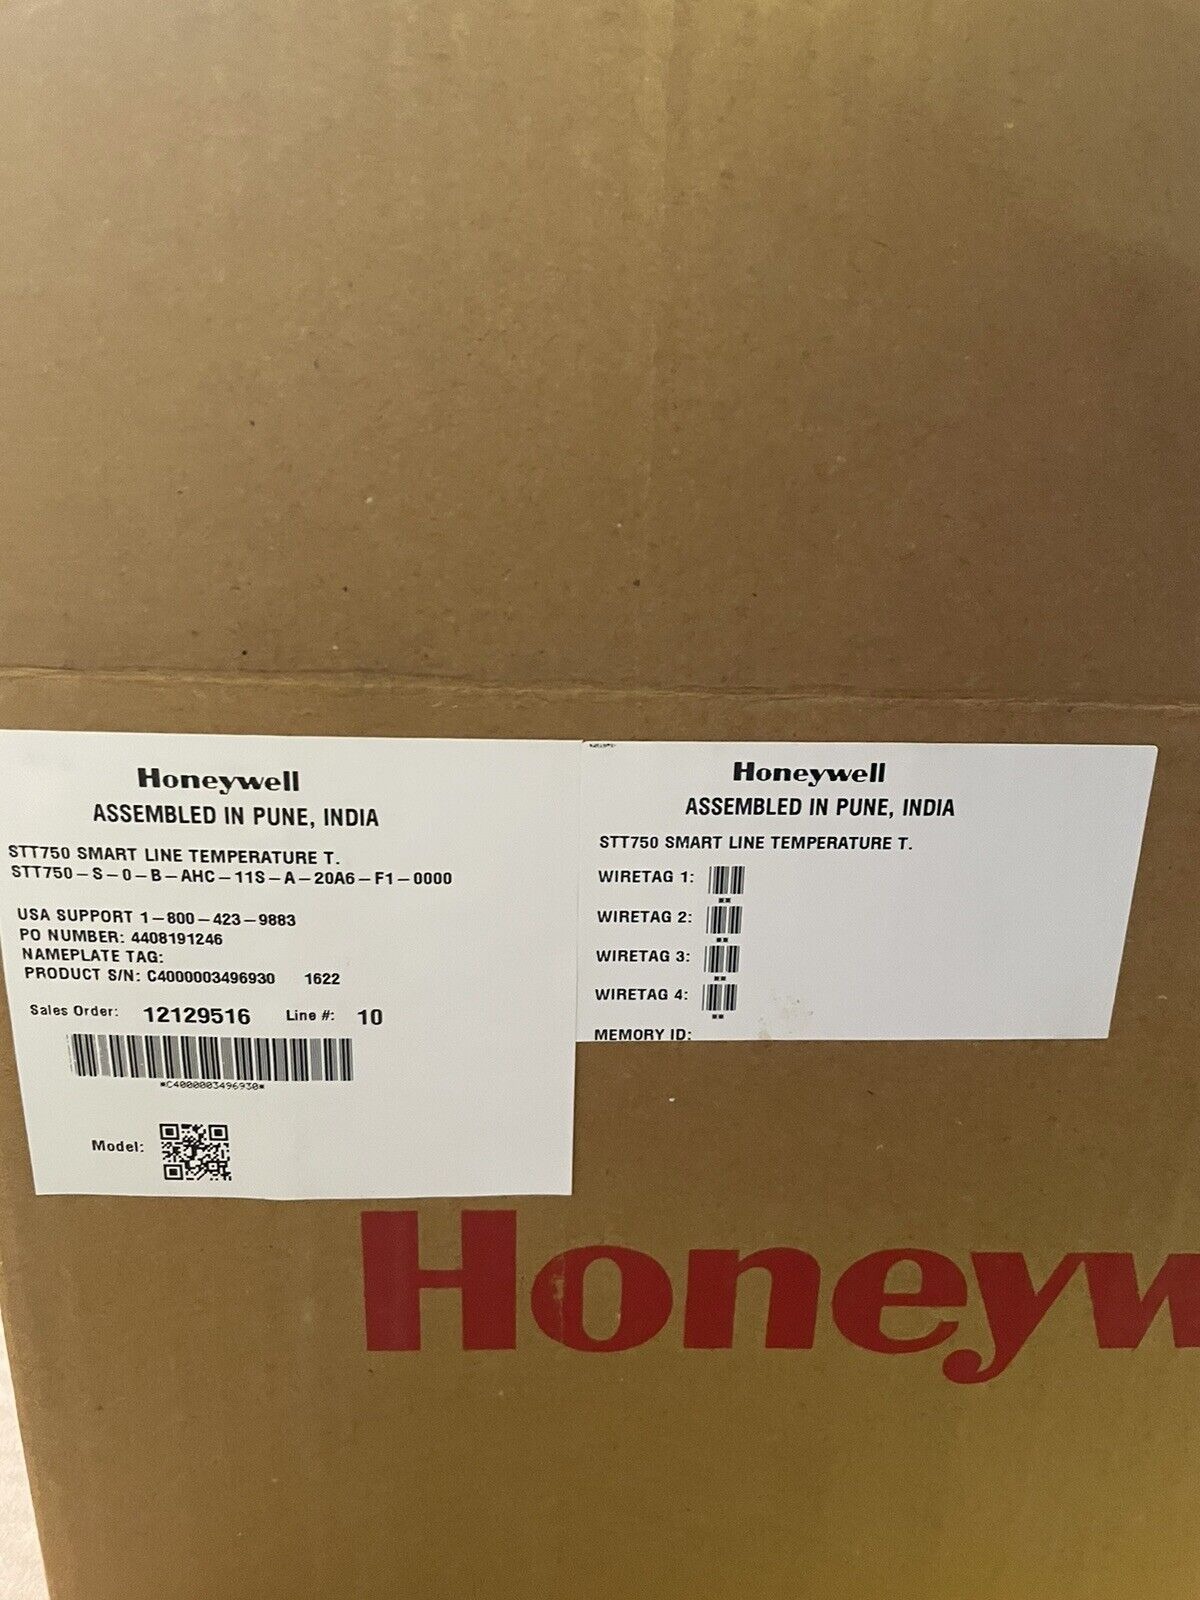 Honeywell
ASSEMBLED IN PUNE, INDIA
STT750 SMART LINE TEMPERATURE T.
STT750-S-0-B-AHC-11S-A-20A6-F1-0000
USA SUPPORT 1-800-423-9883
PO NUMBER: 4408191246
NAMEPLATE TAG:
PRODUCT S/N: C4000003496930 1622
Sales Order: 12129516 Line #: 10
*C4000003496930*
Model:
Honeywell
ASSEMBLED IN PUNE, INDIA
STT750 SMART LINE TEMPERATURE T.
WIRETAG 1:
**
WIRETAG 2:
**
WIRETAG 3:
**
WIRETAG 4:
**
MEMORY ID:
Honeyw